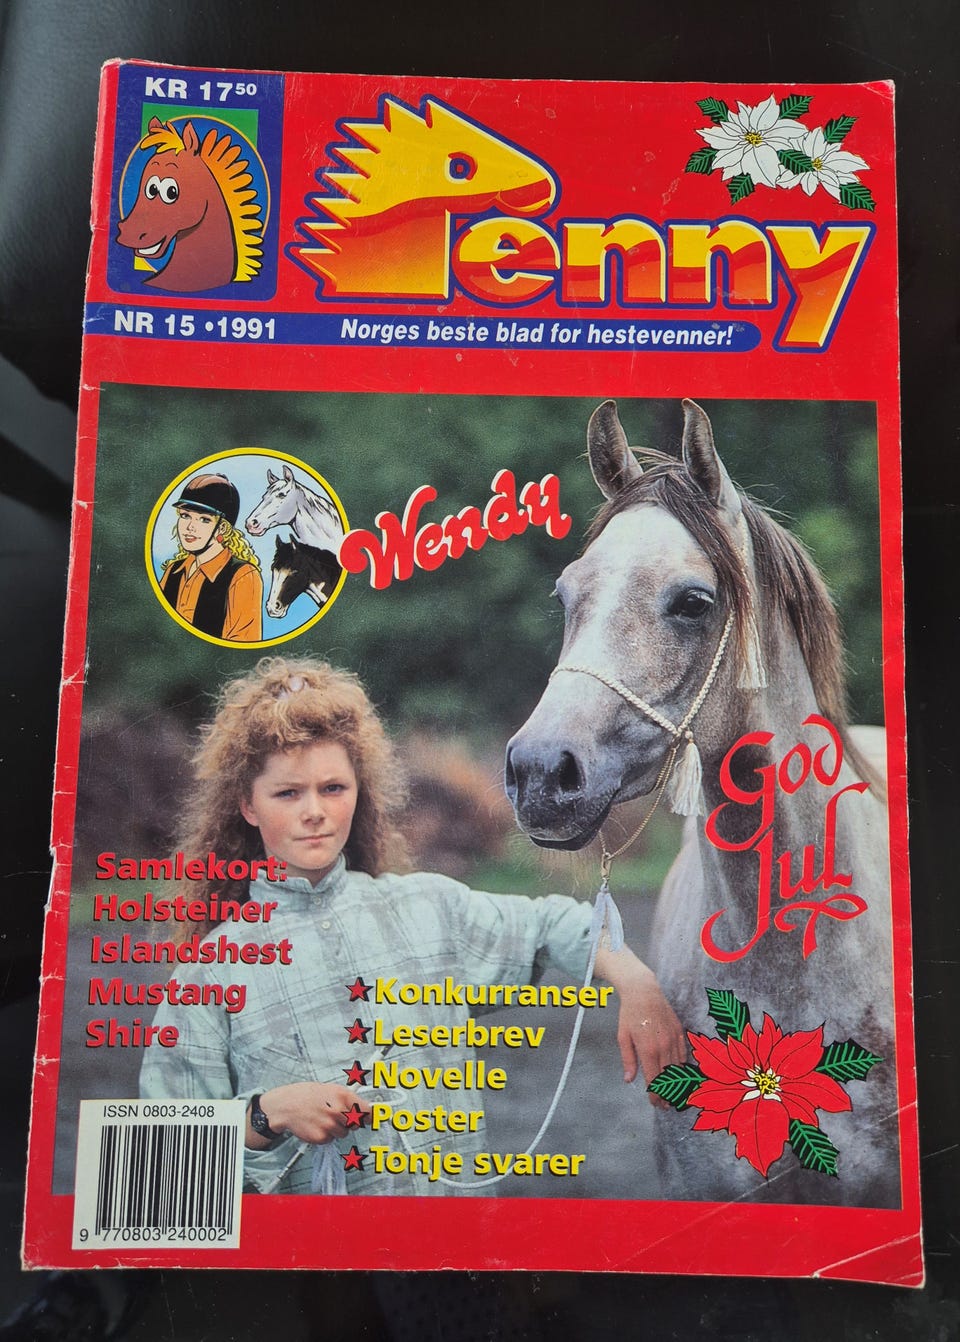 KR 17⁵⁰
Penny
NR 15 • 1991
Norges beste blad for hestevenner!
Wendy
God
Jul
Samlekort:
Holsteiner
Islandshest
Mustang
Shire
★Konkurranser
★Leserbrev
★Novelle
★Poster
★Tonje svarer
ISSN 0803-2408
9 770803 240002